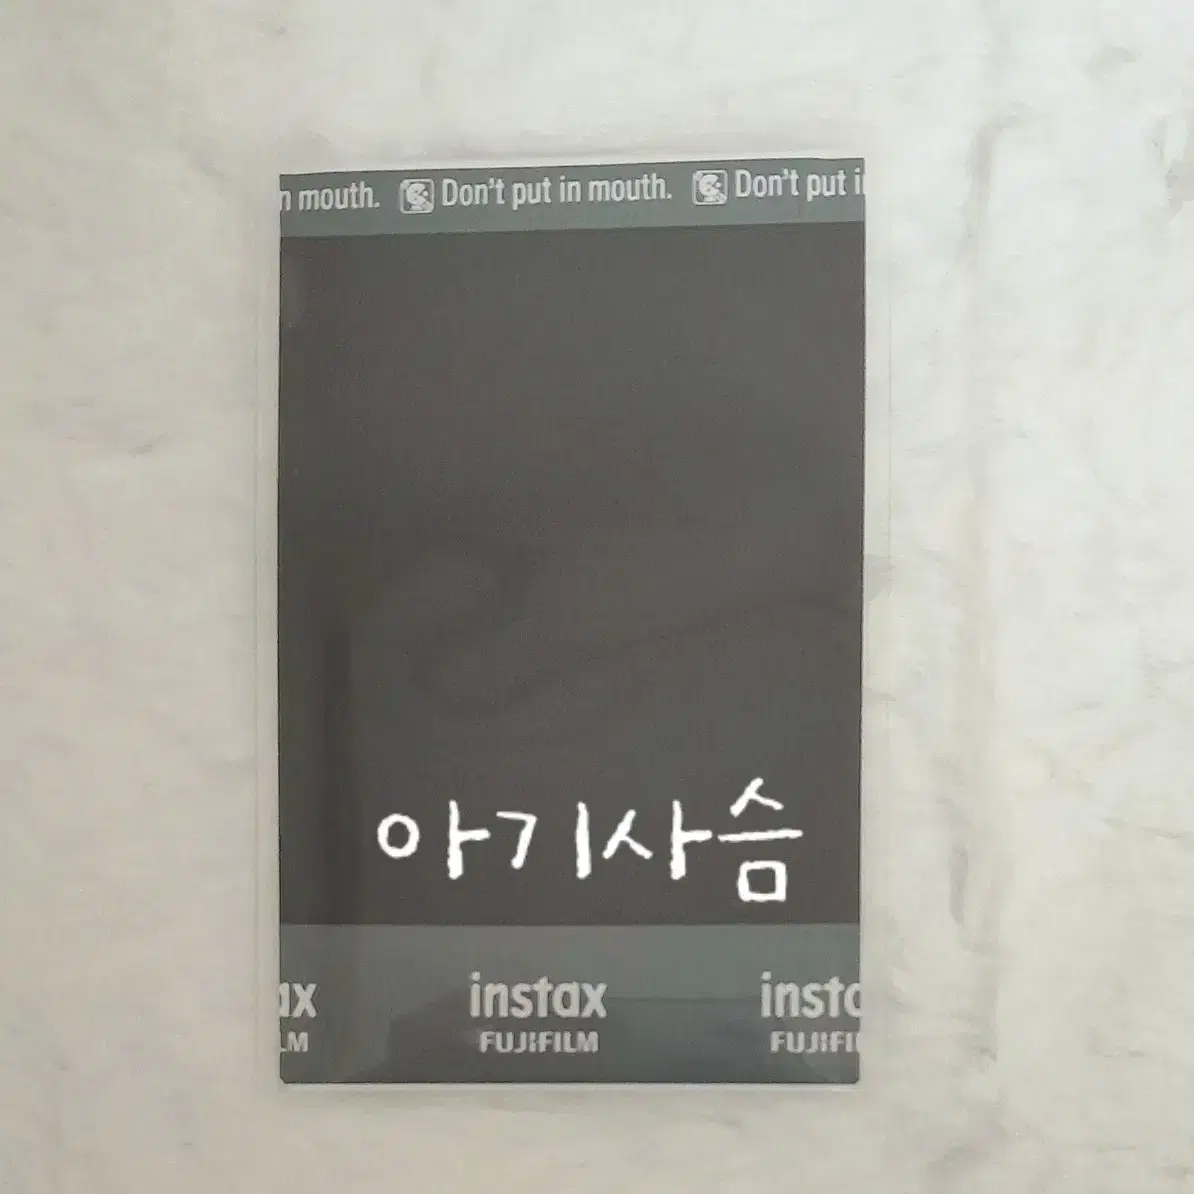 n mouth. Don't put in mouth. Don't put i
아기사슴
ax instax insta
LM FUJIFILM FUJIFI